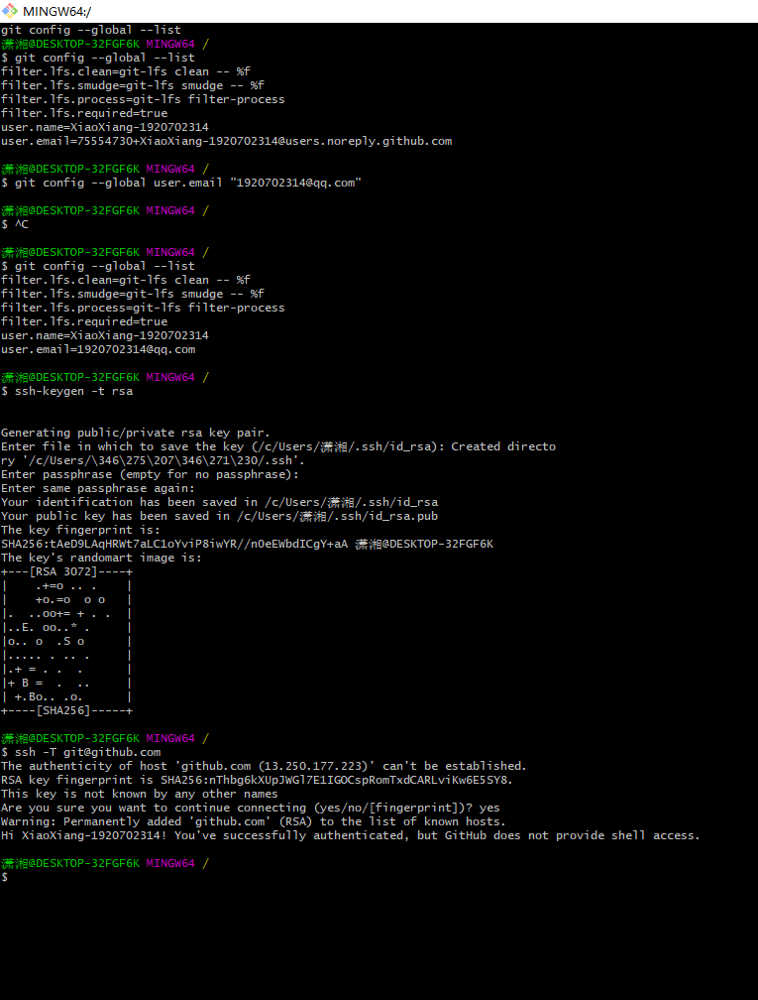 MINGW64:/
git config --global --list
潇湘@DESKTOP-32FGF6K MINGW64 /
$ git config --global --list
filter.lfs.clean=git-lfs clean -- %f
filter.lfs.smudge=git-lfs smudge -- %f
filter.lfs.process=git-lfs filter-process
filter.lfs.required=true
user.name=XiaoXiang-1920702314
user.email=75554730+XiaoXiang-1920702314@users.noreply.github.com
潇湘@DESKTOP-32FGF6K MINGW64 /
$ git config --global user.email "1920702314@qq.com"
潇湘@DESKTOP-32FGF6K MINGW64 /
$ ^C
潇湘@DESKTOP-32FGF6K MINGW64 /
$ git config --global --list
filter.lfs.clean=git-lfs clean -- %f
filter.lfs.smudge=git-lfs smudge -- %f
filter.lfs.process=git-lfs filter-process
filter.lfs.required=true
user.name=XiaoXiang-1920702314
user.email=1920702314@qq.com
潇湘@DESKTOP-32FGF6K MINGW64 /
$ ssh-keygen -t rsa
Generating public/private rsa key pair.
Enter file in which to save the key (/c/Users/潇湘/.ssh/id_rsa): Created directo
ry '/c/Users/\346\275\207\346\271\230/.ssh'.
Enter passphrase (empty for no passphrase):
Enter same passphrase again:
Your identification has been saved in /c/Users/潇湘/.ssh/id_rsa
Your public key has been saved in /c/Users/潇湘/.ssh/id_rsa.pub
The key fingerprint is:
SHA256:tAeD9LAqHRWt7aLC1oYviP8iwYR//nOeEWbdICgY+aA 潇湘@DESKTOP-32FGF6K
The key's randomart image is:
+---[RSA 3072]----+
|    .+=o .. .    |
|    +o.=o  o o   |
|.  ..oo+= + . .  |
|..E. oo..* .     |
|o.. o  .S o      |
|..... . .. .     |
|.+ = . .  .      |
|+ B =  .  ..     |
| +.Bo.. .o.      |
+----[SHA256]-----+
潇湘@DESKTOP-32FGF6K MINGW64 /
$ ssh -T git@github.com
The authenticity of host 'github.com (13.250.177.223)' can't be established.
RSA key fingerprint is SHA256:nThbg6kXUpJWGl7E1IGOCspRomTxdCARLviKw6E5SY8.
This key is not known by any other names
Are you sure you want to continue connecting (yes/no/[fingerprint])? yes
Warning: Permanently added 'github.com' (RSA) to the list of known hosts.
Hi XiaoXiang-1920702314! You've successfully authenticated, but GitHub does not provide shell access.
潇湘@DESKTOP-32FGF6K MINGW64 /
$